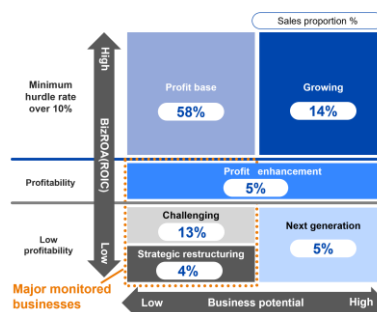 Sales proportion %
High
Minimum
hurdle rate
over 10%
Profit base
58%
Growing
14%
BizROA(ROIC)
Profitability
Profit enhancement
5%
Low
profitability
Challenging
13%
Next generation
5%
Strategic restructuring
4%
Low
Major monitored
businesses
Low Business potential High